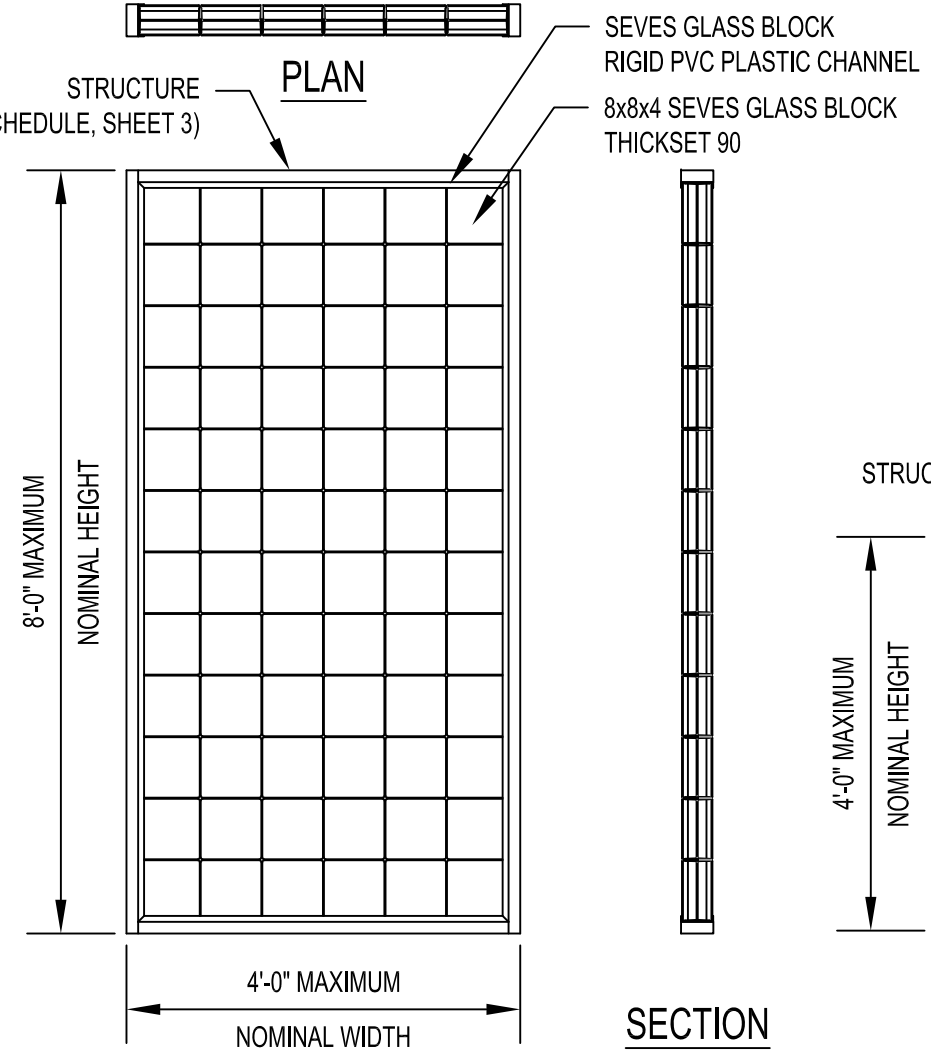 SEVES GLASS BLOCK
RIGID PVC PLASTIC CHANNEL
PLAN
STRUCTURE
CHEDULE, SHEET 3)
8x8x4 SEVES GLASS BLOCK
THICKSET 90
8'-0" MAXIMUM
NOMINAL HEIGHT
STRUC
4'-0" MAXIMUM
NOMINAL HEIGHT
4'-0" MAXIMUM
NOMINAL WIDTH
SECTION